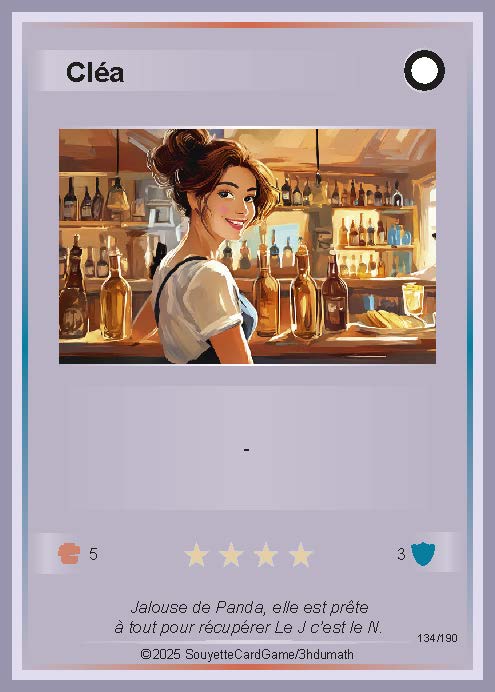 Cléa
-
5
3
Jalouse de Panda, elle est prête
à tout pour récupérer Le J c'est le N.
134/190
©2025 SouyetteCardGame/3hdumath